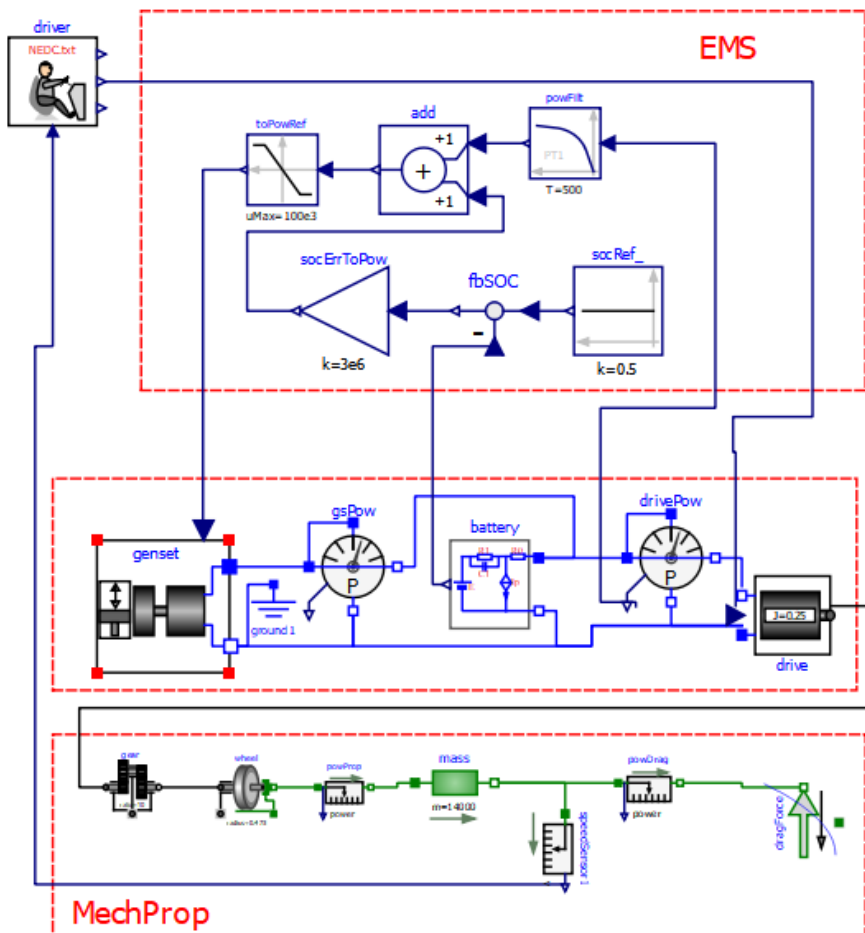 driver
NEDC.txt
EMS
powFilt
add
toPowRef
+1
PT1
+
+1
T=500
uMax=100e3
socErrToPow
socRef_
fbSOC
-
k=3e6
k=0.5
gsPow
drivePow
battery
genset
P
P
ground1
J=0.25
drive
gear
wheel
powProp
mass
powDrag
power
m=14000
power
speedSensor1
dragForce
MechProp